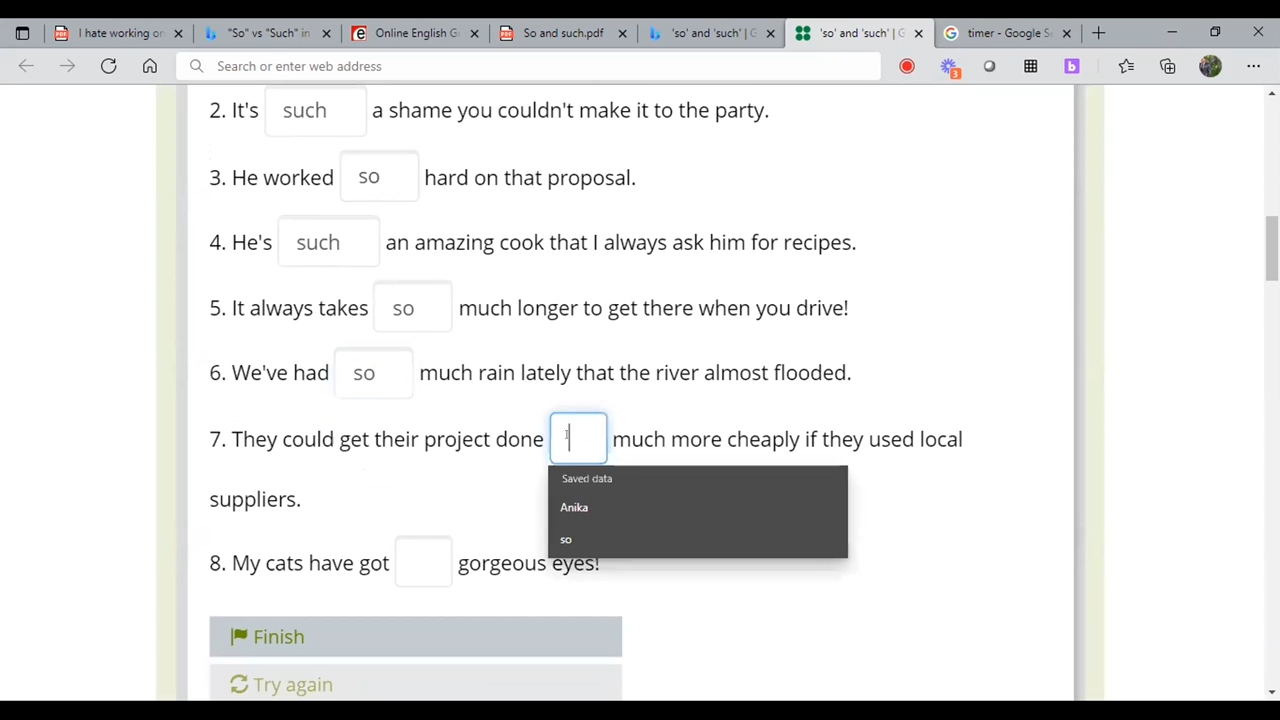 I hate working on
"So" vs "Such" in
Online English G
So and such.pdf
'so' and 'such' | G
'so' and 'such' | G
timer - Google Se
Search or enter web address
3
b
2. It's such a shame you couldn't make it to the party.
3. He worked so hard on that proposal.
4. He's such an amazing cook that I always ask him for recipes.
5. It always takes so much longer to get there when you drive!
6. We've had so much rain lately that the river almost flooded.
7. They could get their project done much more cheaply if they used local
Saved data
suppliers.
Anika
so
8. My cats have got gorgeous eyes!
Finish
Try again